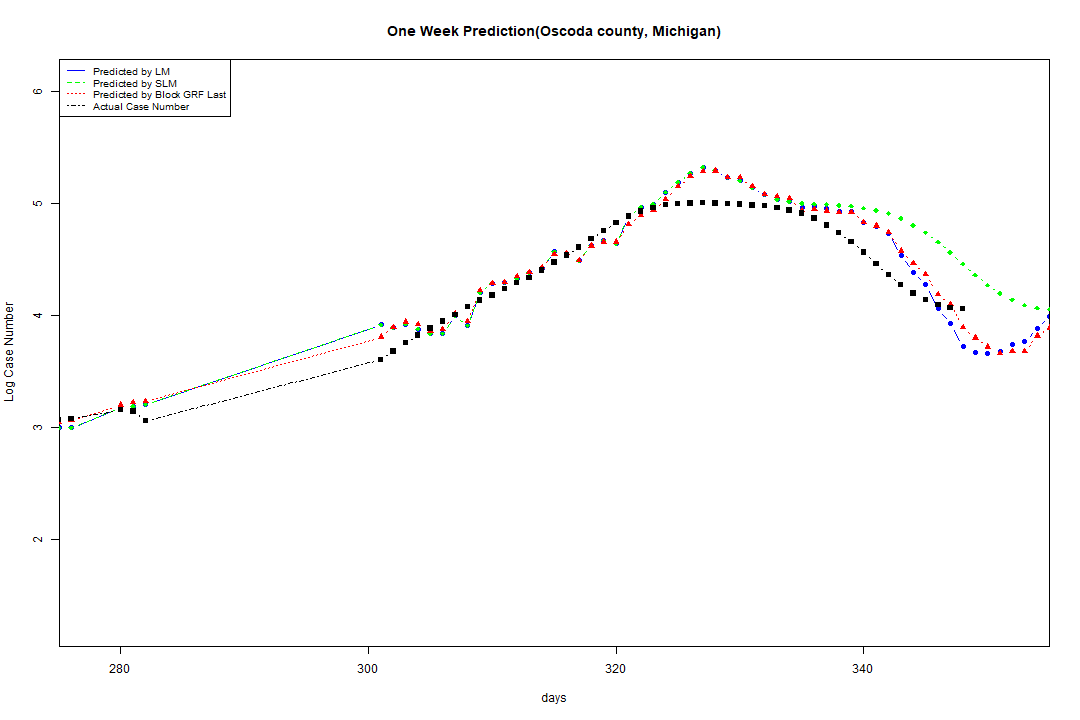 One Week Prediction(Oscoda county, Michigan)
Predicted by LM
Predicted by SLM
Predicted by Block GRF Last
Actual Case Number
6
5
4
3
2
Log Case Number
280 300 320 340
days